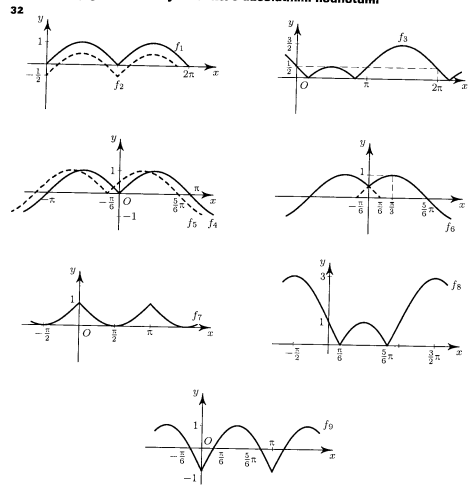 32
y
1
-1/2
f1
f2
2π
x
y
3/2
1/2
f3
O
π
2π
x
y
1
-π
-π/6
O
-1
5/6π
π
x
f5
f4
y
1
π/6
π/3
5/6π
x
f6
y
1
f7
-π/2
O
π/2
π
x
y
3
1
f8
-π/2
π/6
5/6π
3/2π
x
y
1
f9
-π/6
O
π/6
5/6π
π
x
-1